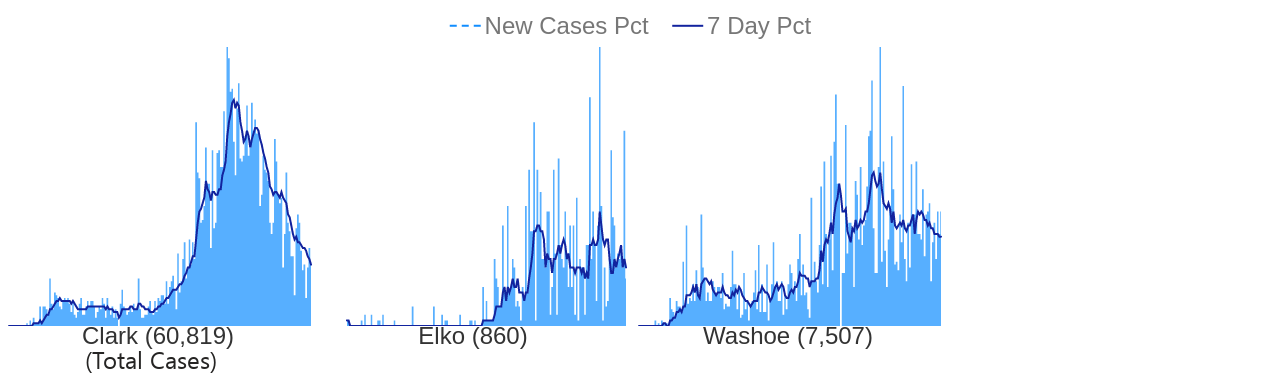 New Cases Pct 7 Day Pct
Clark (60,819) Elko (860) Washoe (7,507)
(Total Cases)